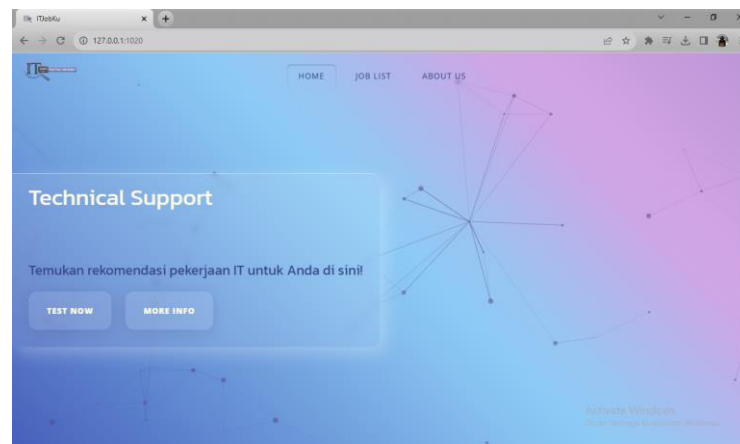 ITJobKu
127.0.0.1:1020
IT
HOME JOB LIST ABOUT US
Technical Support
Temukan rekomendasi pekerjaan IT untuk Anda di sini!
TEST NOW MORE INFO
Activate Windows